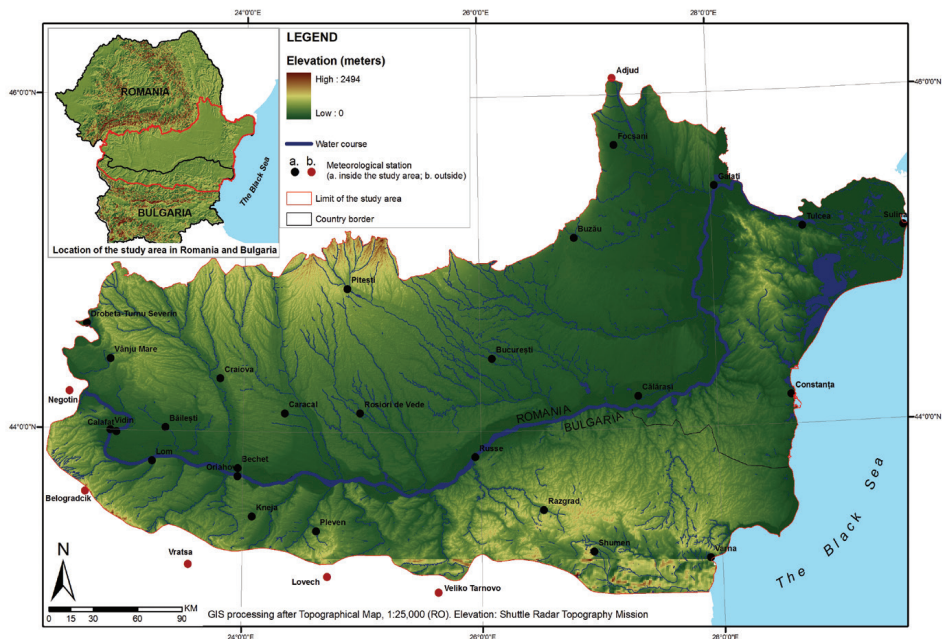 24°0'0"E
26°0'0"E
28°0'0"E
LEGEND
Elevation (meters)
High : 2494
Low : 0
Water course
a. b.
Meteorological station
(a. inside the study area; b. outside)
Limit of the study area
Country border
ROMANIA
BULGARIA
The Black Sea
Location of the study area in Romania and Bulgaria
46°0'0"N
46°0'0"N
Adjud
Focșani
Galați
Tulcea
Sulina
Buzău
Pitești
Drobeta-Turnu Severin
Vânju Mare
București
Craiova
Călărași
Constanța
Negotin
Caracal
Rosiori de Vede
ROMANIA
BULGARIA
44°0'0"N
44°0'0"N
Calafat
Vidin
Băilești
Lom
Bechet
Orlahov
Russe
Belogradcik
Kneja
Razgrad
Pleven
Shumen
Varna
Vratsa
Lovech
Veliko Tarnovo
The Black Sea
N
0 15 30 60 90
KM
GIS processing after Topographical Map, 1:25,000 (RO). Elevation: Shuttle Radar Topography Mission
24°0'0"E
26°0'0"E
28°0'0"E